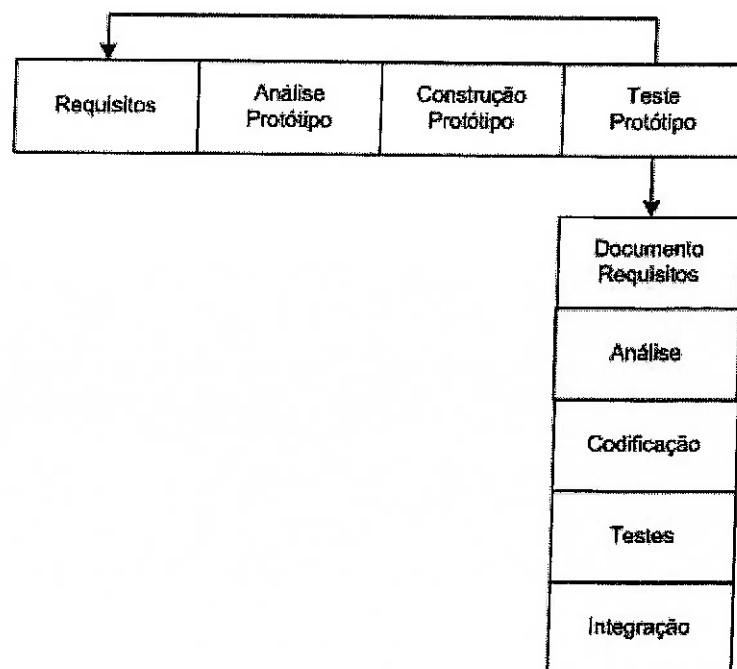 Requisitos
Análise
Protótipo
Construção
Protótipo
Teste
Protótipo
Documento
Requisitos
Análise
Codificação
Testes
Integração